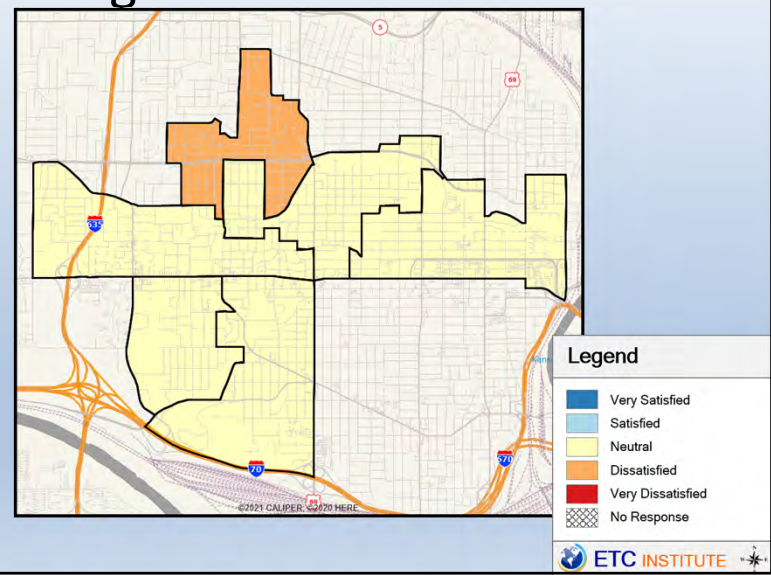 5
69
635
Legend
Very Satisfied
Satisfied
Neutral
Dissatisfied
Very Dissatisfied
No Response
70
670
69
©2021 CALIPER; ©2020 HERE
ETC INSTITUTE